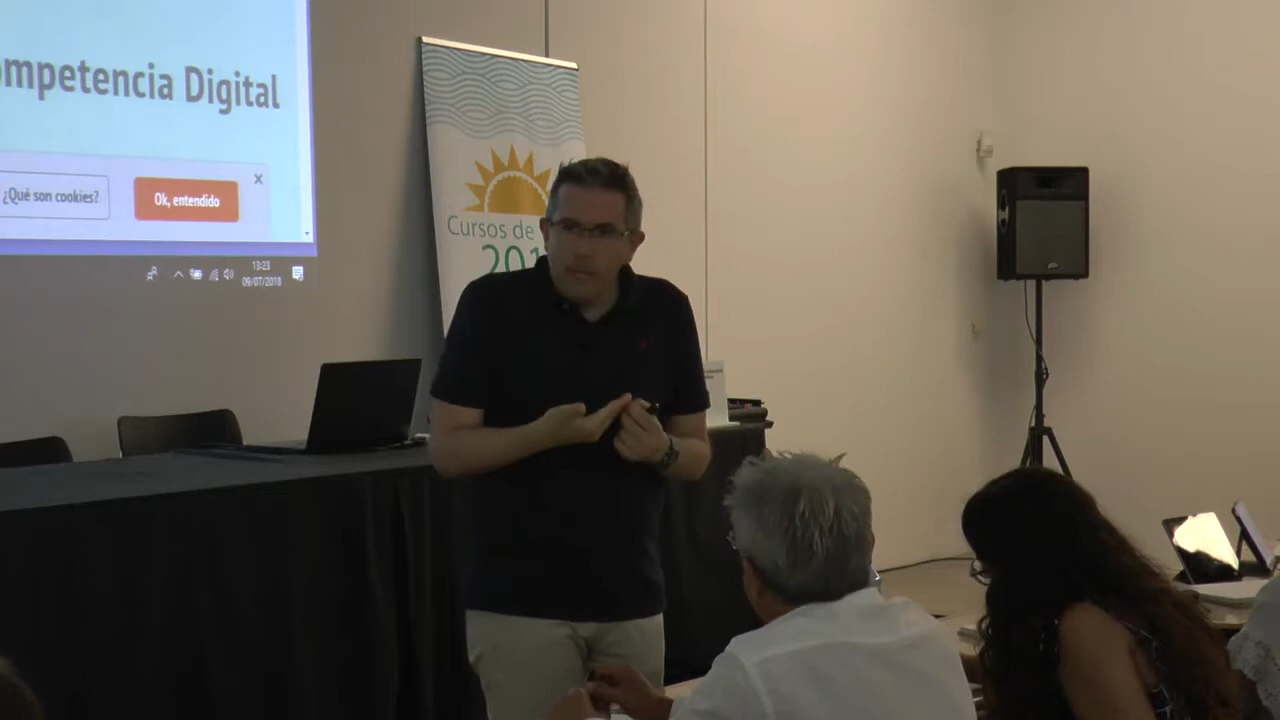 ompetencia Digital
¿Qué son cookies?
Ok, entendido
13:23
09/07/2018
Cursos de
201